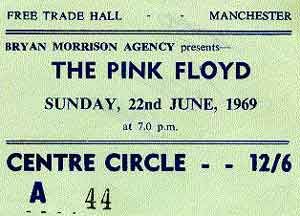 FREE TRADE HALL - - MANCHESTER
BRYAN MORRISON AGENCY presents—
THE PINK FLOYD
SUNDAY, 22nd JUNE, 1969
at 7.0 p.m.
CENTRE CIRCLE - - 12/6
A 44